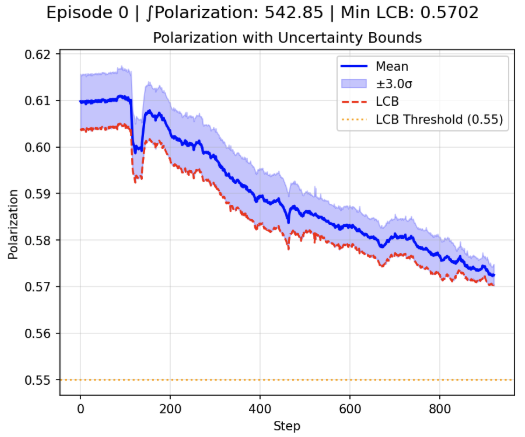 Episode 0 | ∫Polarization: 542.85 | Min LCB: 0.5702
Polarization with Uncertainty Bounds
0.62
0.61
0.60
0.59
0.58
0.57
0.55
Polarization
Mean
±3.0σ
LCB
LCB Threshold (0.55)
0
200
400
600
800
Step